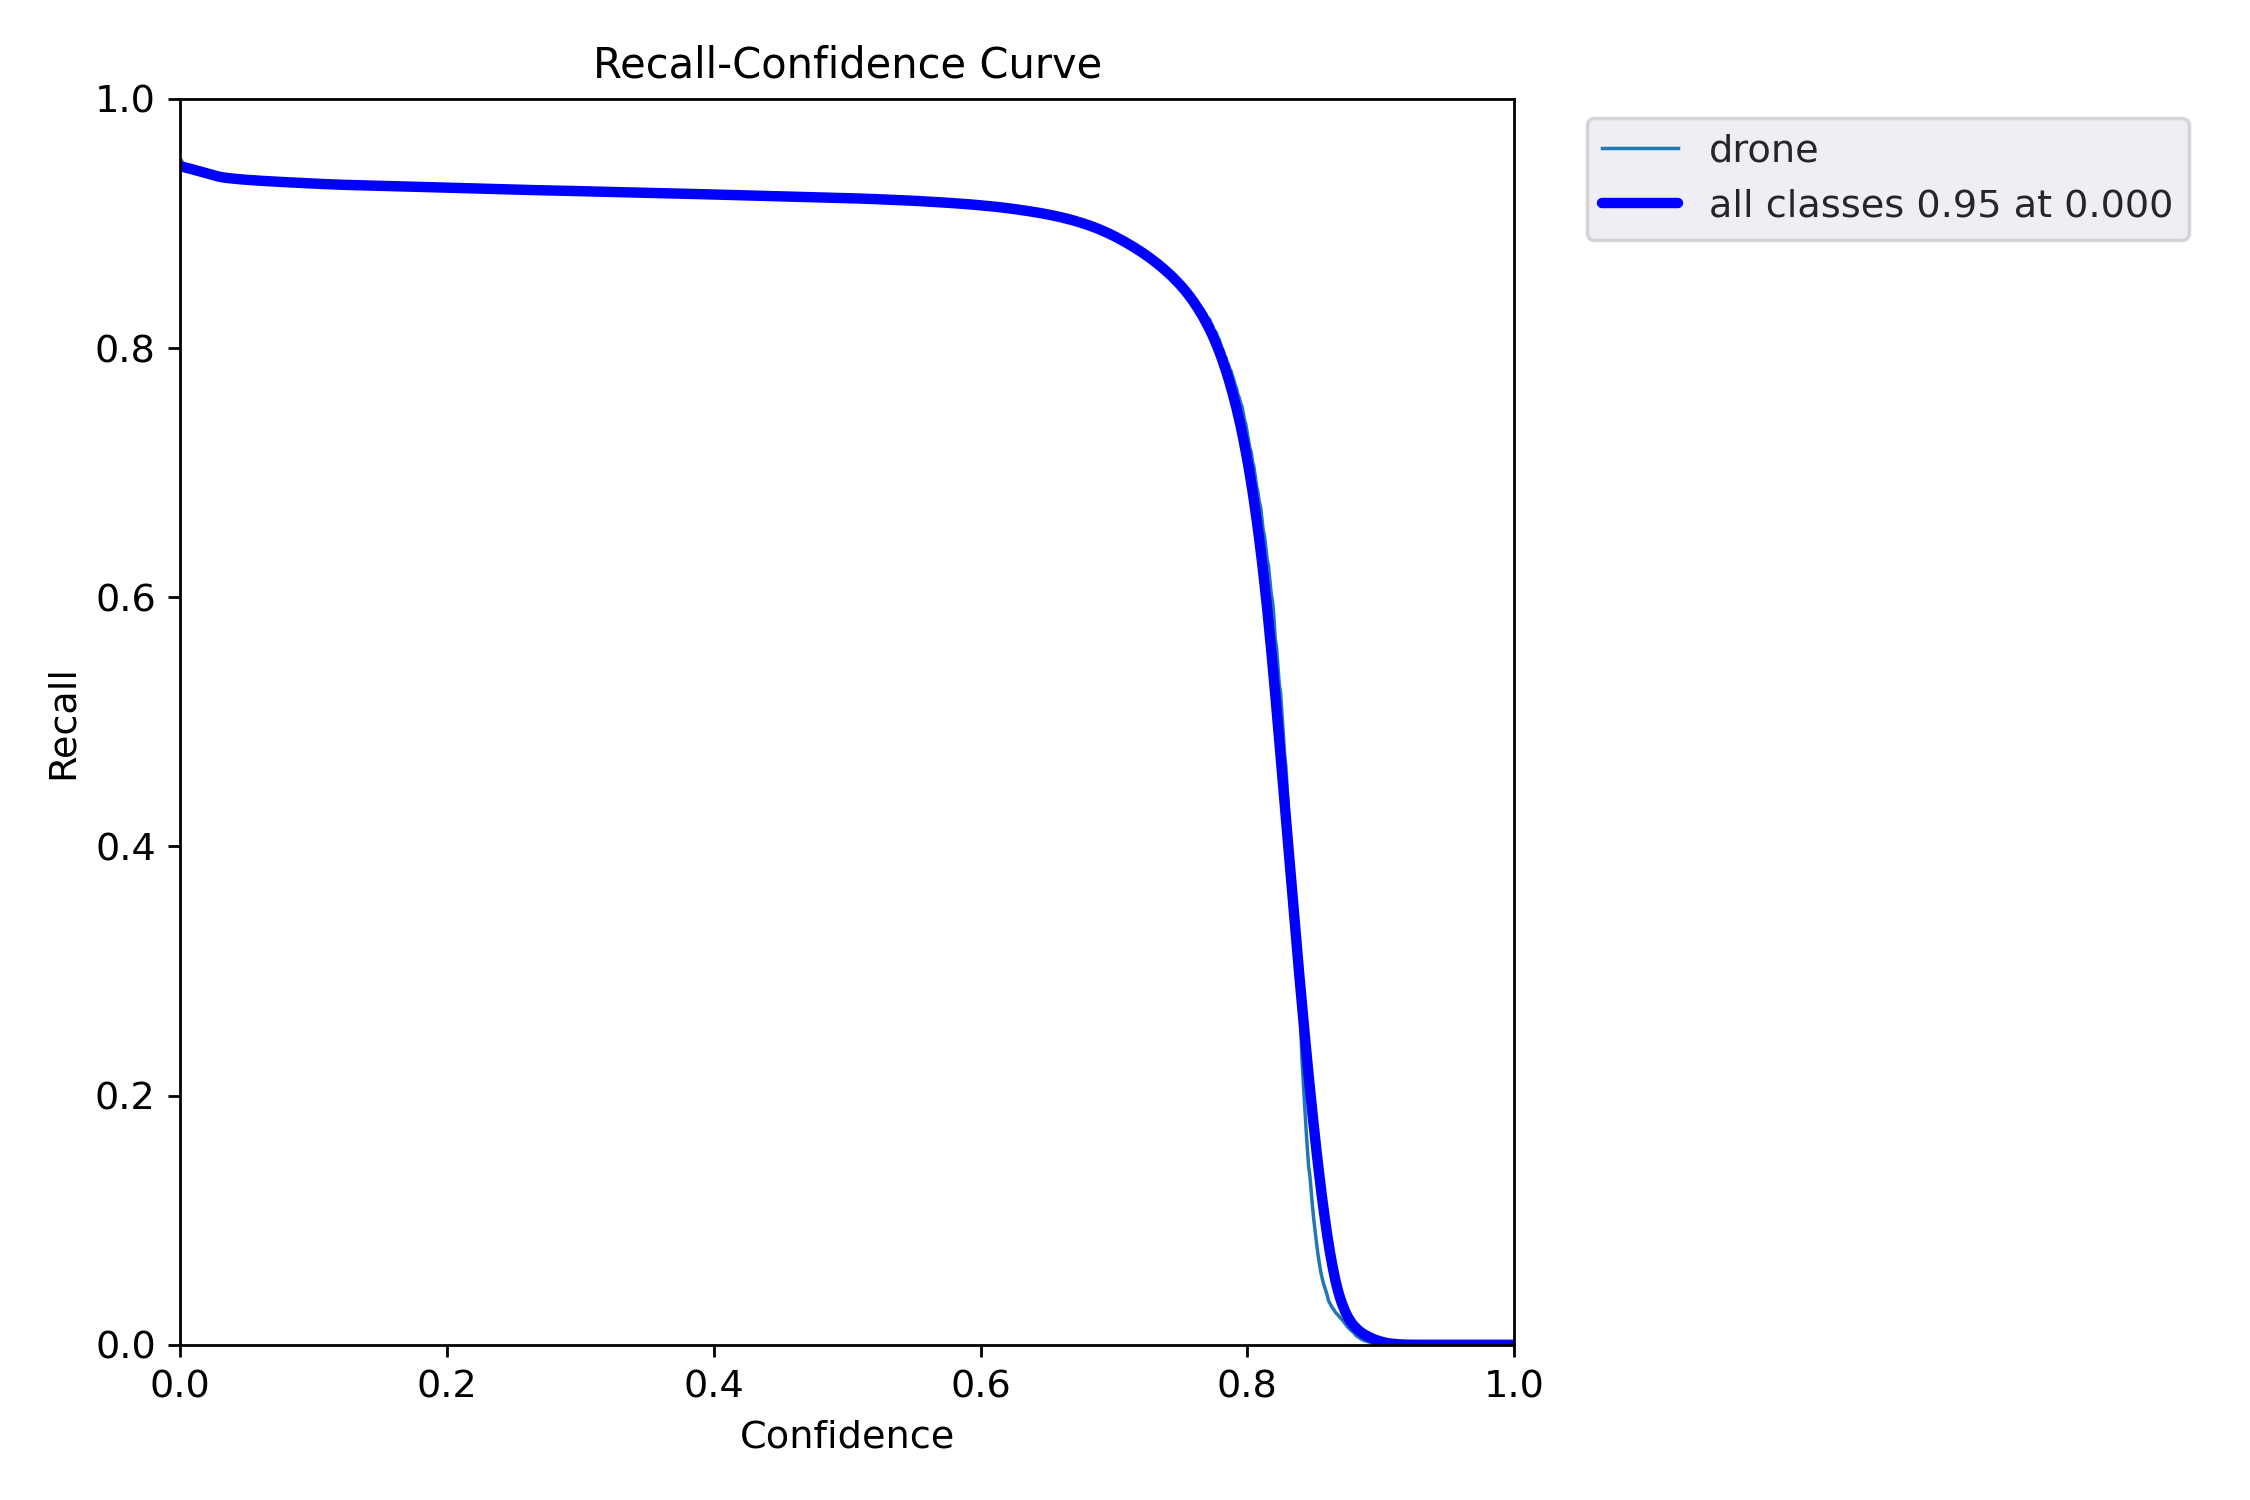 Recall-Confidence Curve
1.0
0.8
0.6
0.4
0.2
0.0
Recall
0.0 0.2 0.4 0.6 0.8 1.0
Confidence
drone
all classes 0.95 at 0.000